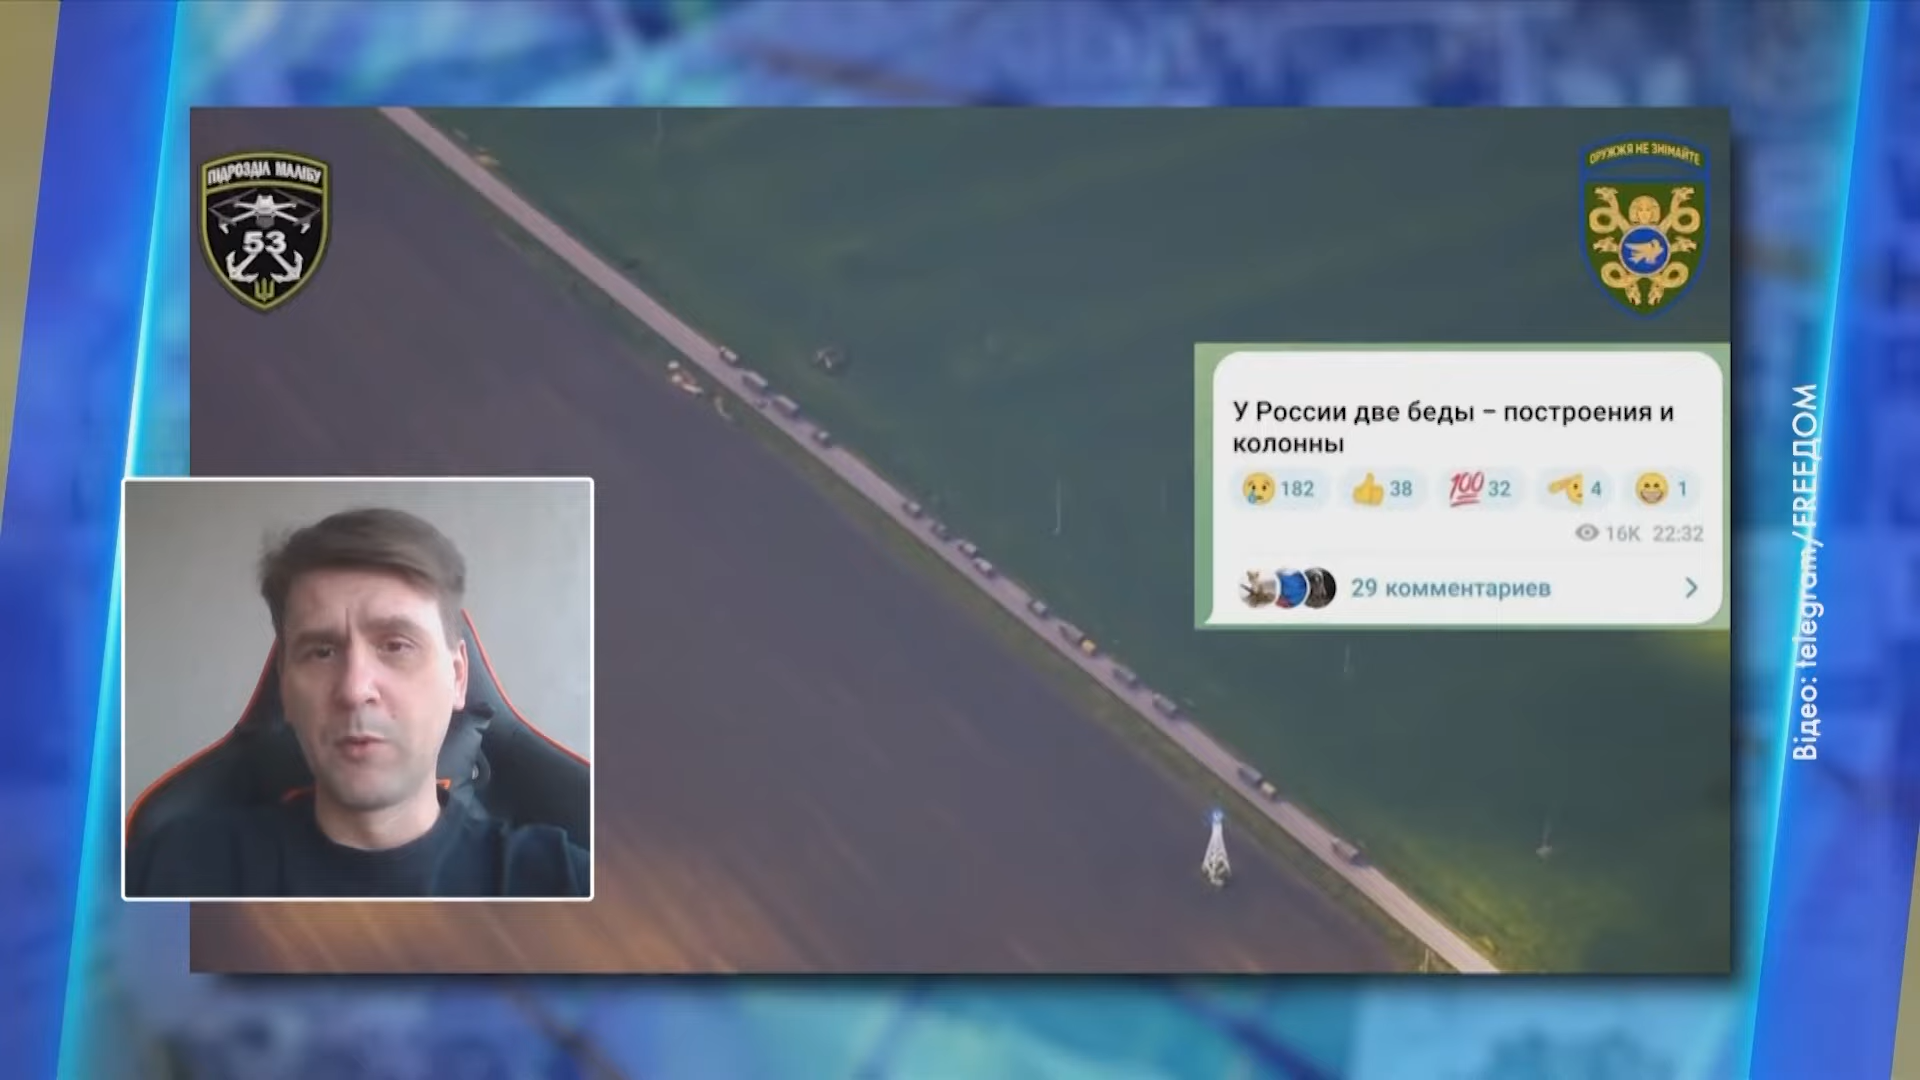 ПІДРОЗДІЛ МАЛІБУ
53
ОРУЖЖЯ НЕ ЗНІМАЙТЕ
У России две беды – построения и
колонны
182 38 100 32 4 1
16K 22:32
29 комментариев
Відео: telegram/FREEДОМ